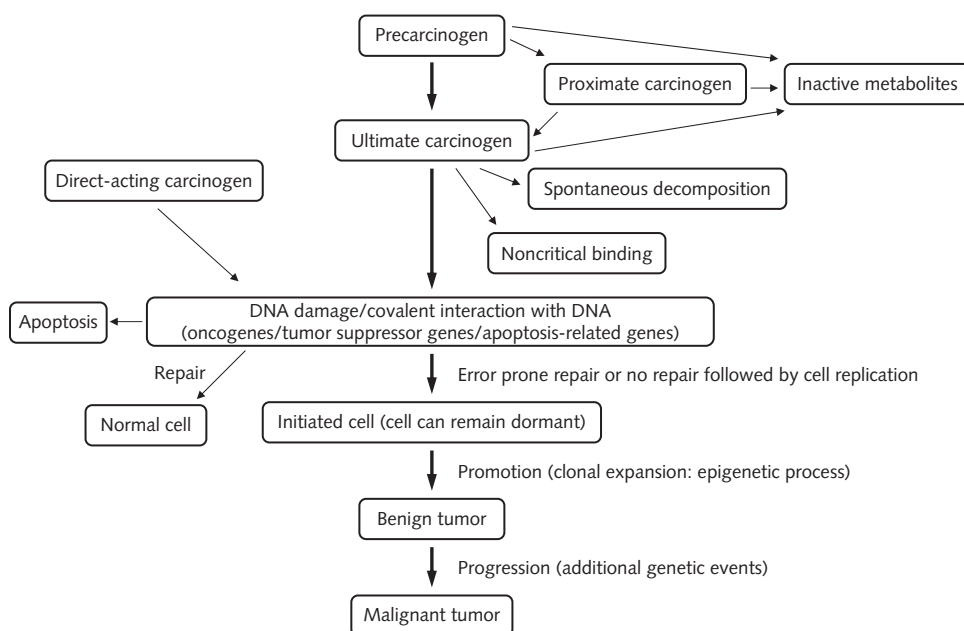 Precarcinogen
Proximate carcinogen
Inactive metabolites
Ultimate carcinogen
Direct-acting carcinogen
Spontaneous decomposition
Noncritical binding
Apoptosis
DNA damage/covalent interaction with DNA
(oncogenes/tumor suppressor genes/apoptosis-related genes)
Repair
Error prone repair or no repair followed by cell replication
Normal cell
Initiated cell (cell can remain dormant)
Promotion (clonal expansion: epigenetic process)
Benign tumor
Progression (additional genetic events)
Malignant tumor